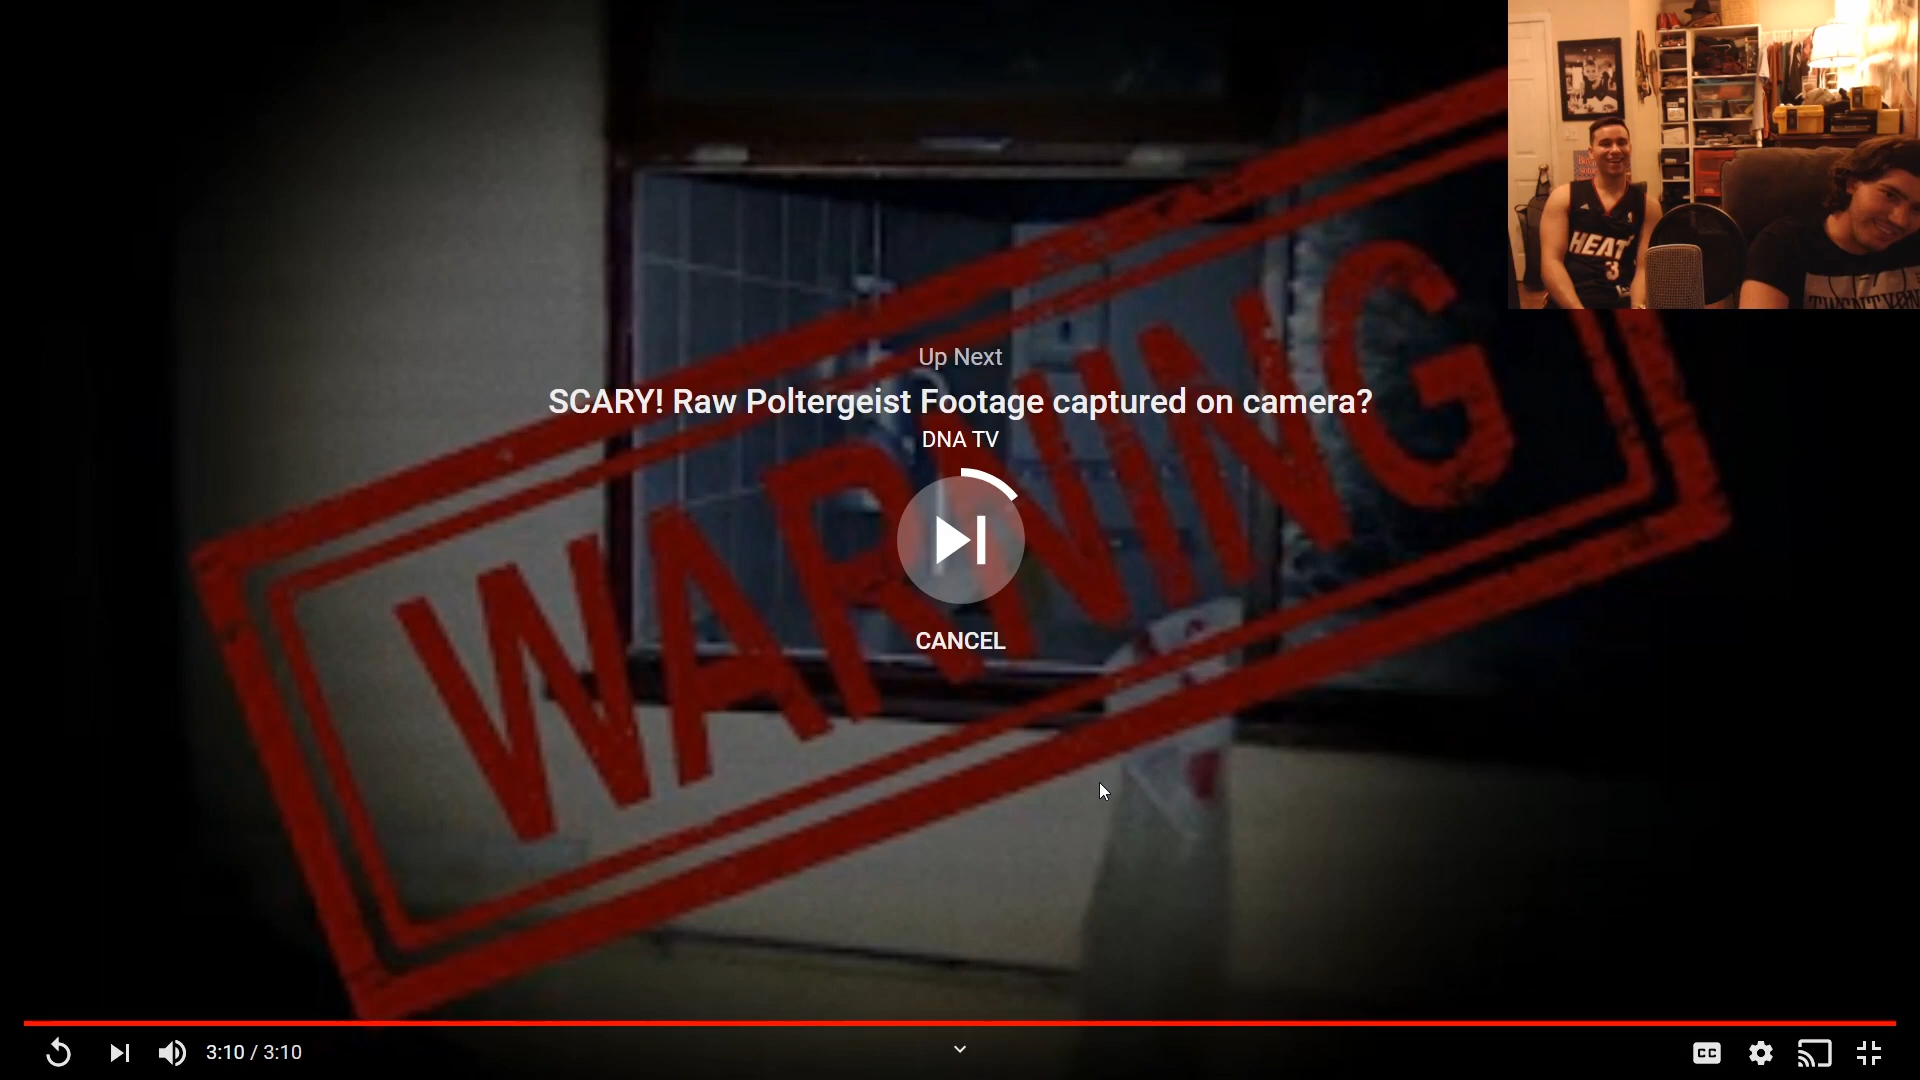 Up Next
SCARY! Raw Poltergeist Footage captured on camera?
DNA TV
WARNING
CANCEL
HEAT
3
3:10 / 3:10
CC